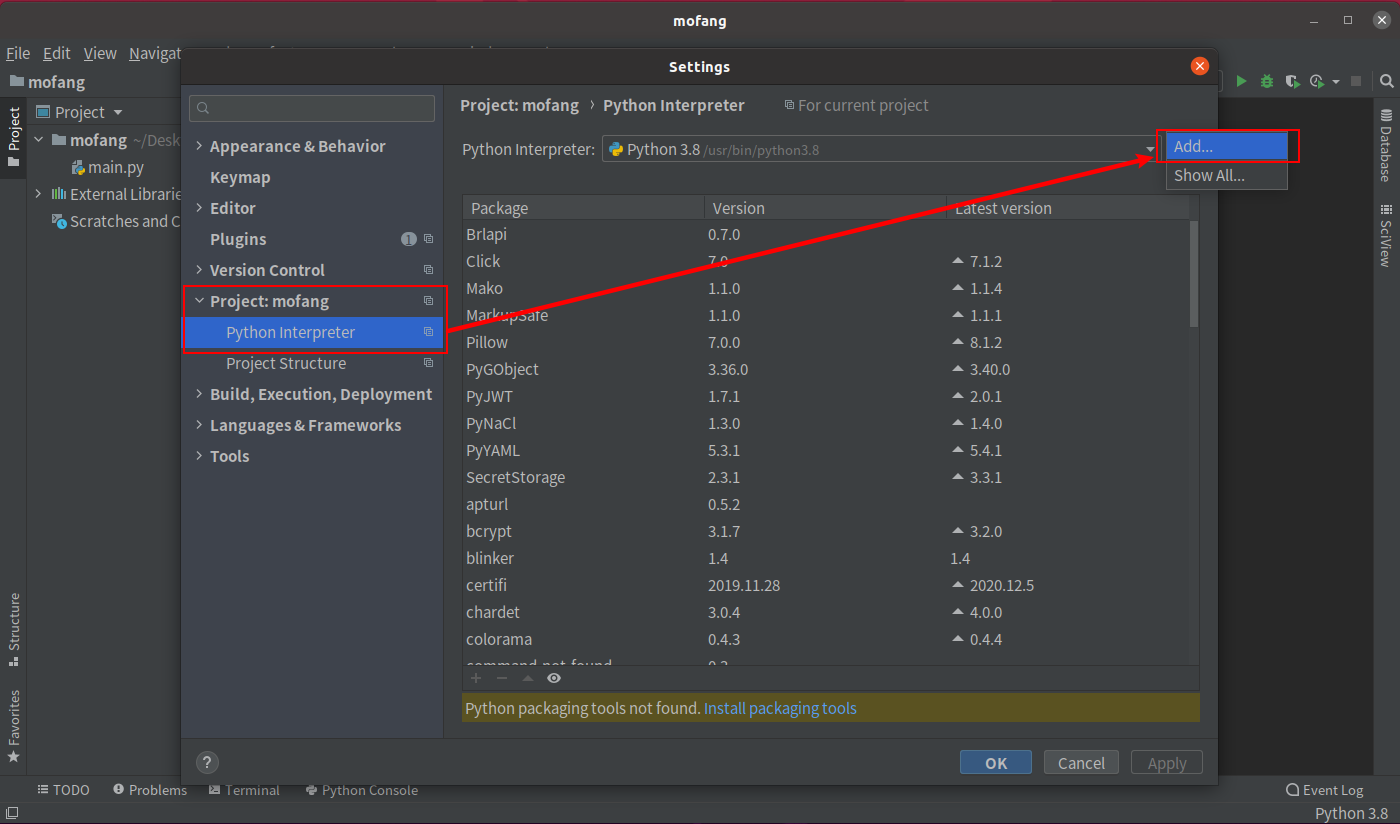 mofang
File Edit View Navigat
mofang
Settings
Project
mofang ~/Desk
main.py
External Librarie
Scratches and C
Project
Structure
Favorites
Appearance & Behavior
Keymap
Editor
Plugins 1
Version Control
Project: mofang
Python Interpreter
Project Structure
Build, Execution, Deployment
Languages & Frameworks
Tools
Project: mofang › Python Interpreter For current project
Python Interpreter: Python 3.8 /usr/bin/python3.8
Add...
Show All...
Package Version Latest version
Brlapi 0.7.0
Click 7.0 7.1.2
Mako 1.1.0 1.1.4
MarkupSafe 1.1.0 1.1.1
Pillow 7.0.0 8.1.2
PyGObject 3.36.0 3.40.0
PyJWT 1.7.1 2.0.1
PyNaCl 1.3.0 1.4.0
PyYAML 5.3.1 5.4.1
SecretStorage 2.3.1 3.3.1
apturl 0.5.2
bcrypt 3.1.7 3.2.0
blinker 1.4 1.4
certifi 2019.11.28 2020.12.5
chardet 3.0.4 4.0.0
colorama 0.4.3 0.4.4
command-not-found 0.3
Python packaging tools not found. Install packaging tools
? OK Cancel Apply
Database
SciView
TODO Problems Terminal Python Console Event Log
Python 3.8